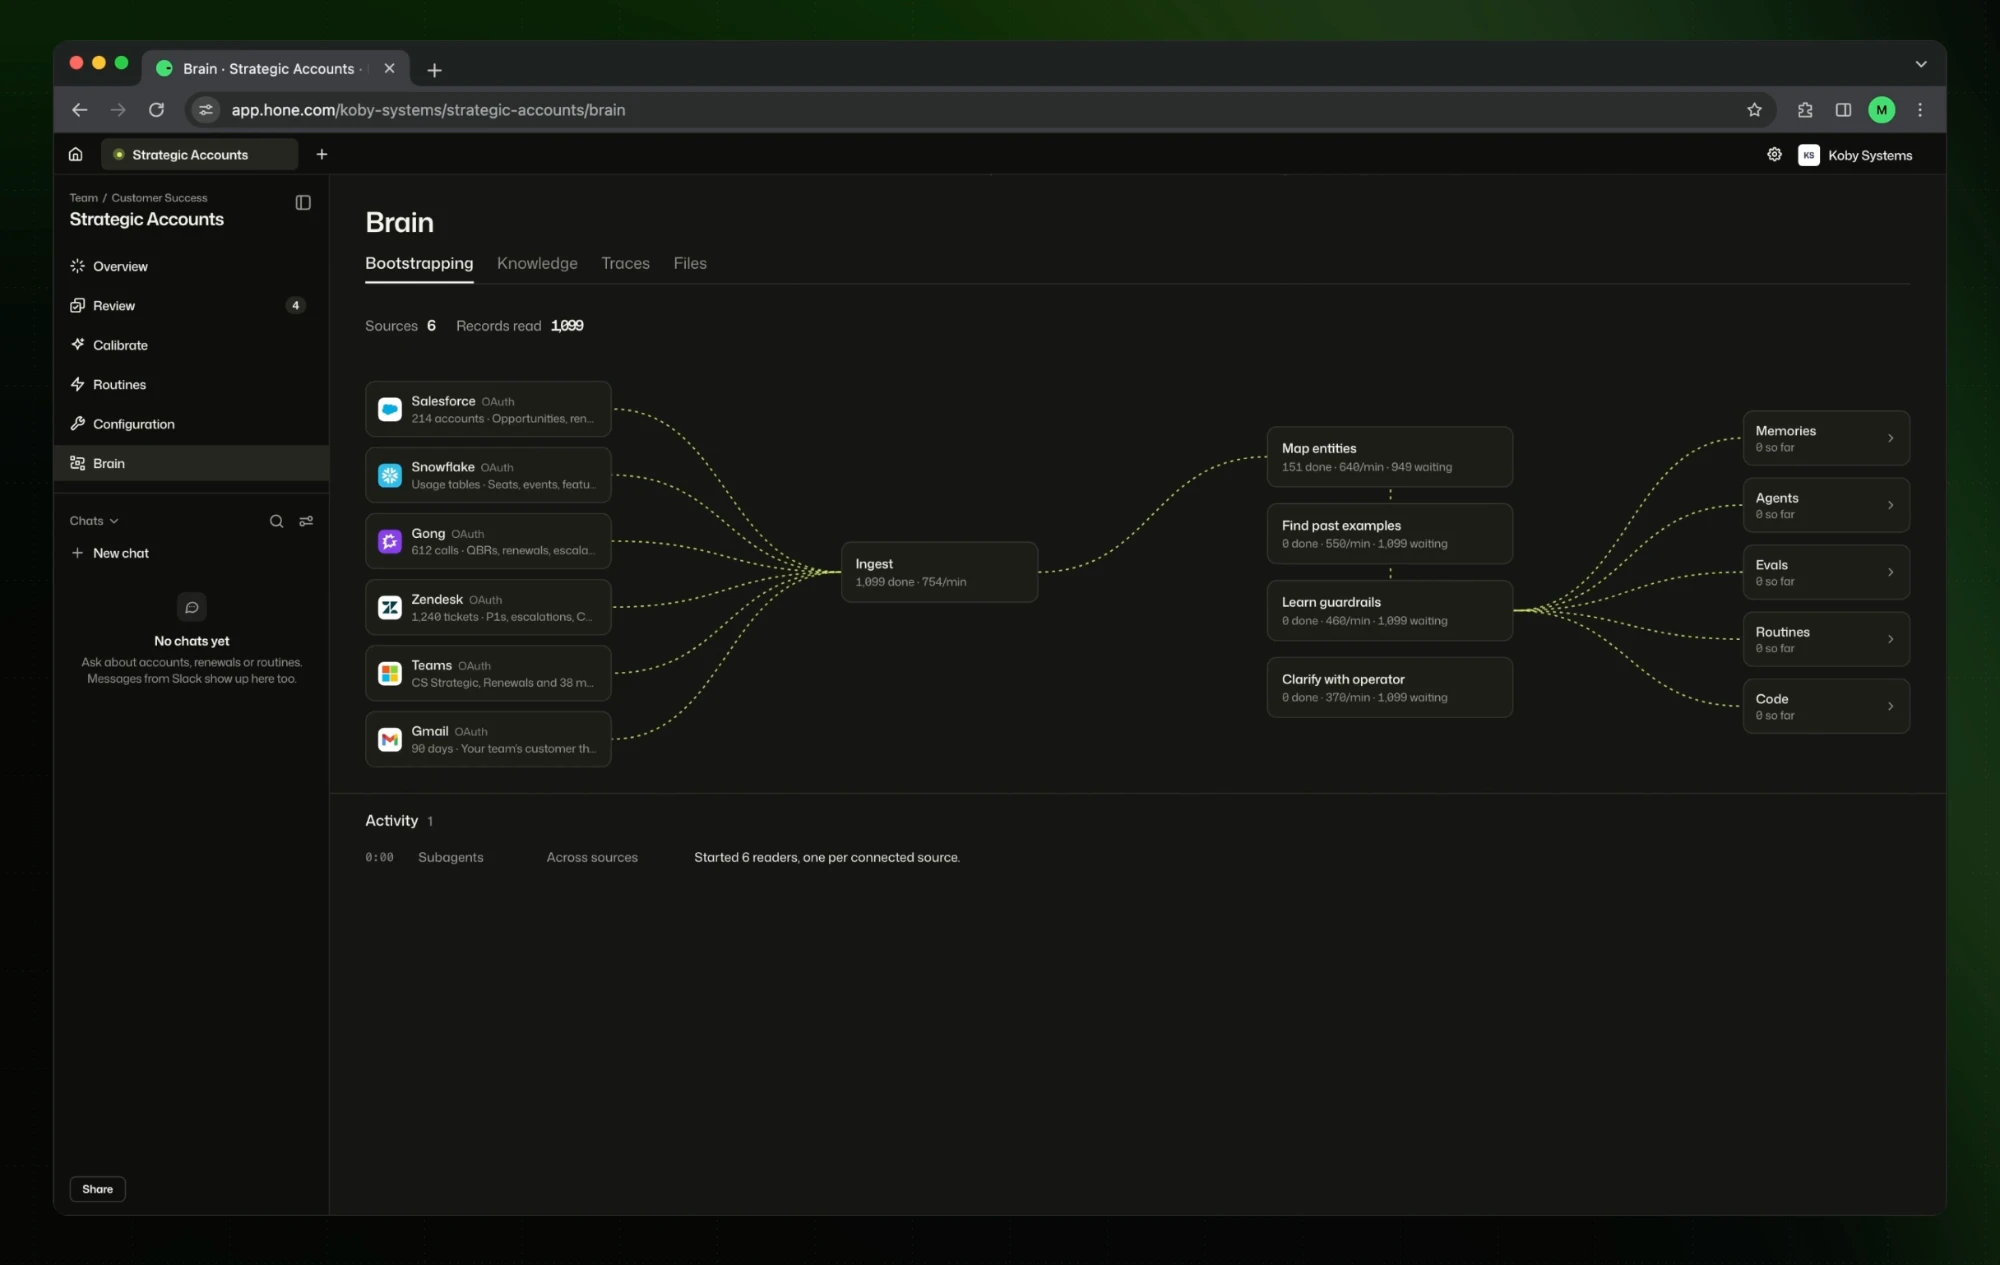 Brain · Strategic Accounts ·
app.hone.com/koby-systems/strategic-accounts/brain
M
Strategic Accounts
KS Koby Systems
Team / Customer Success
Strategic Accounts
Overview
Review 4
Calibrate
Routines
Configuration
Brain
Chats
New chat
No chats yet
Ask about accounts, renewals or routines.
Messages from Slack show up here too.
Share
Brain
Bootstrapping Knowledge Traces Files
Sources 6 Records read 1,099
Salesforce OAuth
214 accounts · Opportunities, ren...
Snowflake OAuth
Usage tables · Seats, events, featu...
Gong OAuth
612 calls · QBRs, renewals, escala...
Zendesk OAuth
1,240 tickets · P1s, escalations, C...
Teams OAuth
CS Strategic, Renewals and 38 m...
Gmail OAuth
90 days · Your team's customer th...
Ingest
1,099 done · 754/min
Map entities
151 done · 640/min · 949 waiting
Find past examples
0 done · 550/min · 1,099 waiting
Learn guardrails
0 done · 460/min · 1,099 waiting
Clarify with operator
0 done · 370/min · 1,099 waiting
Memories
0 so far
Agents
0 so far
Evals
0 so far
Routines
0 so far
Code
0 so far
Activity 1
0:00 Subagents Across sources Started 6 readers, one per connected source.